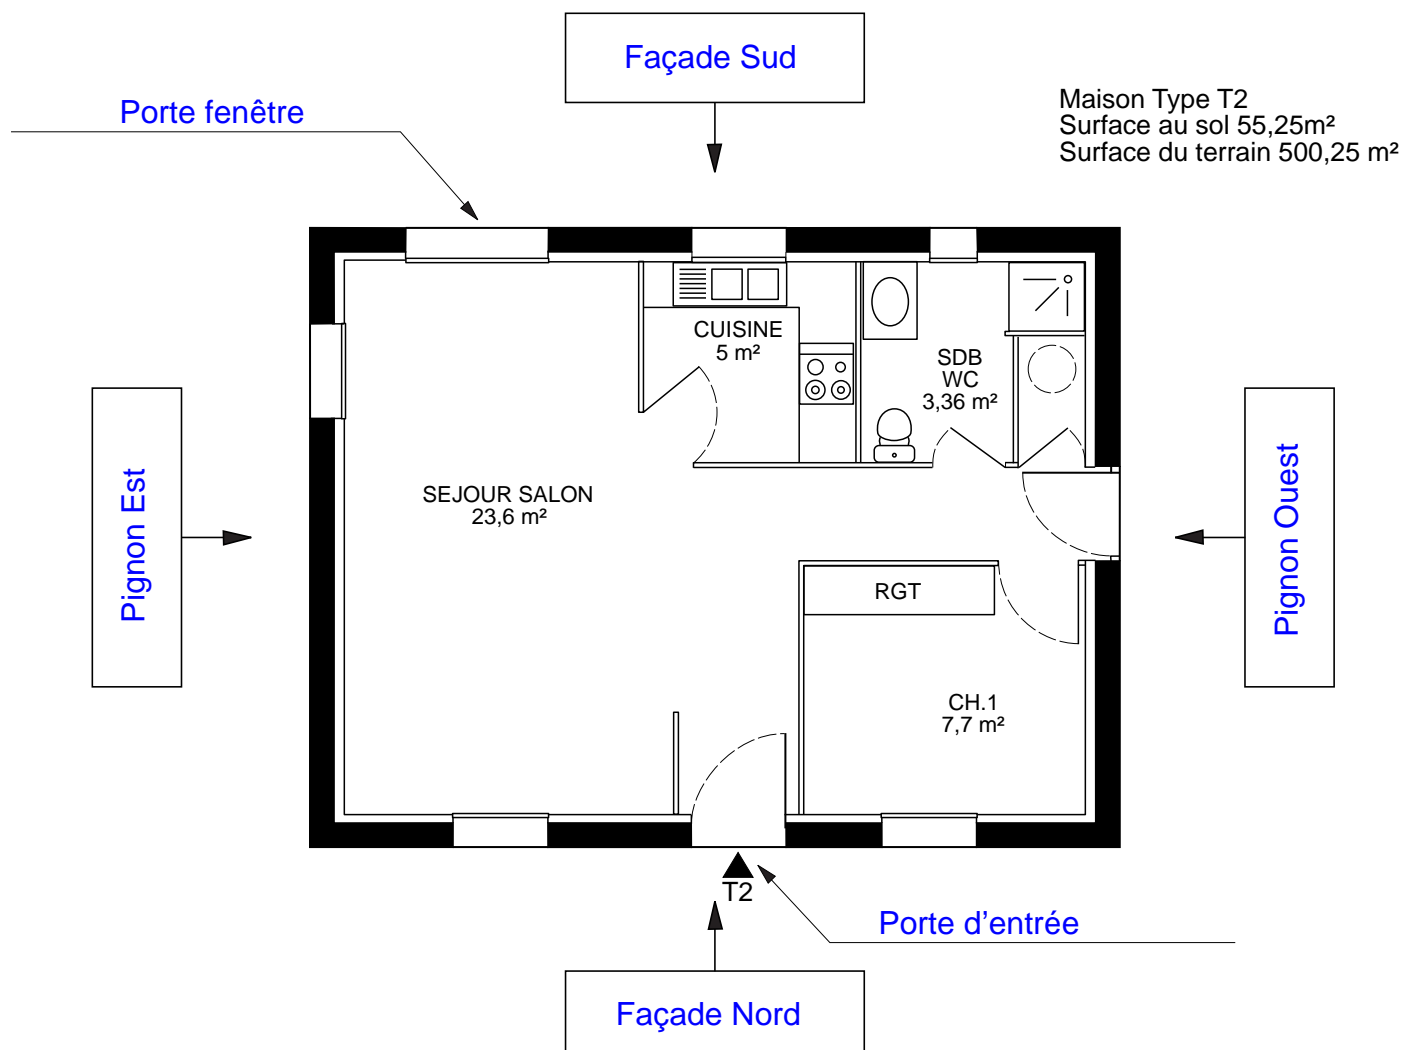 Façade Sud
Porte fenêtre
Maison Type T2
Surface au sol 55,25m²
Surface du terrain 500,25 m²
CUISINE
5 m²
SDB
WC
3,36 m²
Pignon Est
SEJOUR SALON
23,6 m²
Pignon Ouest
RGT
CH.1
7,7 m²
T2
Porte d'entrée
Façade Nord